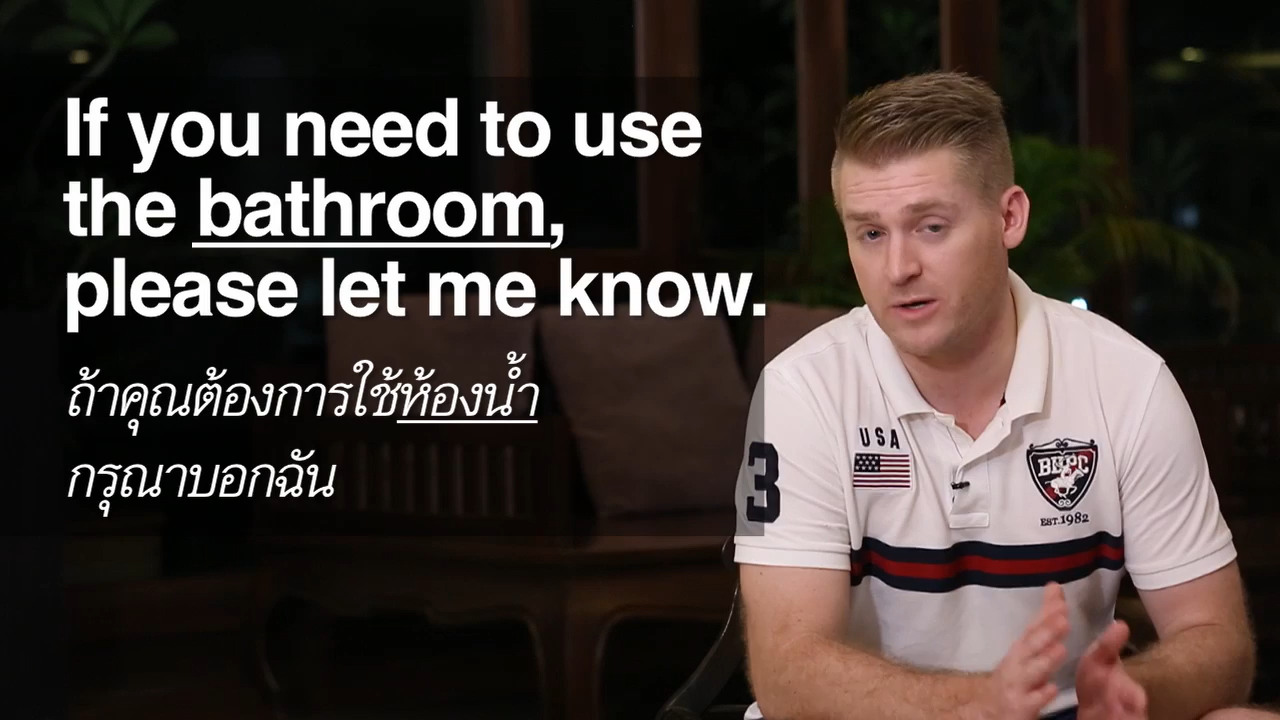 If you need to use
the bathroom,
please let me know.
ถ้าคุณต้องการใช้ห้องน้ำ
กรุณาบอกฉัน
USA
3
BHPC
EST.1982